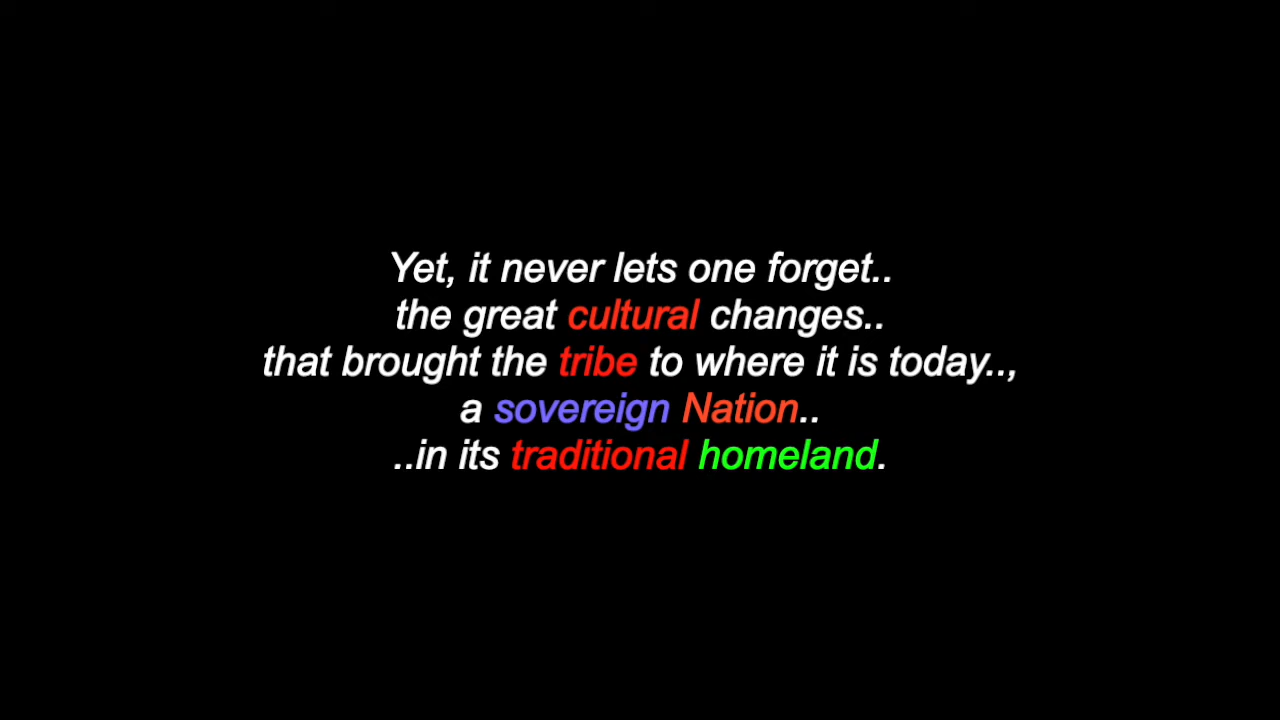 Yet, it never lets one forget..
the great cultural changes..
that brought the tribe to where it is today..,
a sovereign Nation..
..in its traditional homeland.